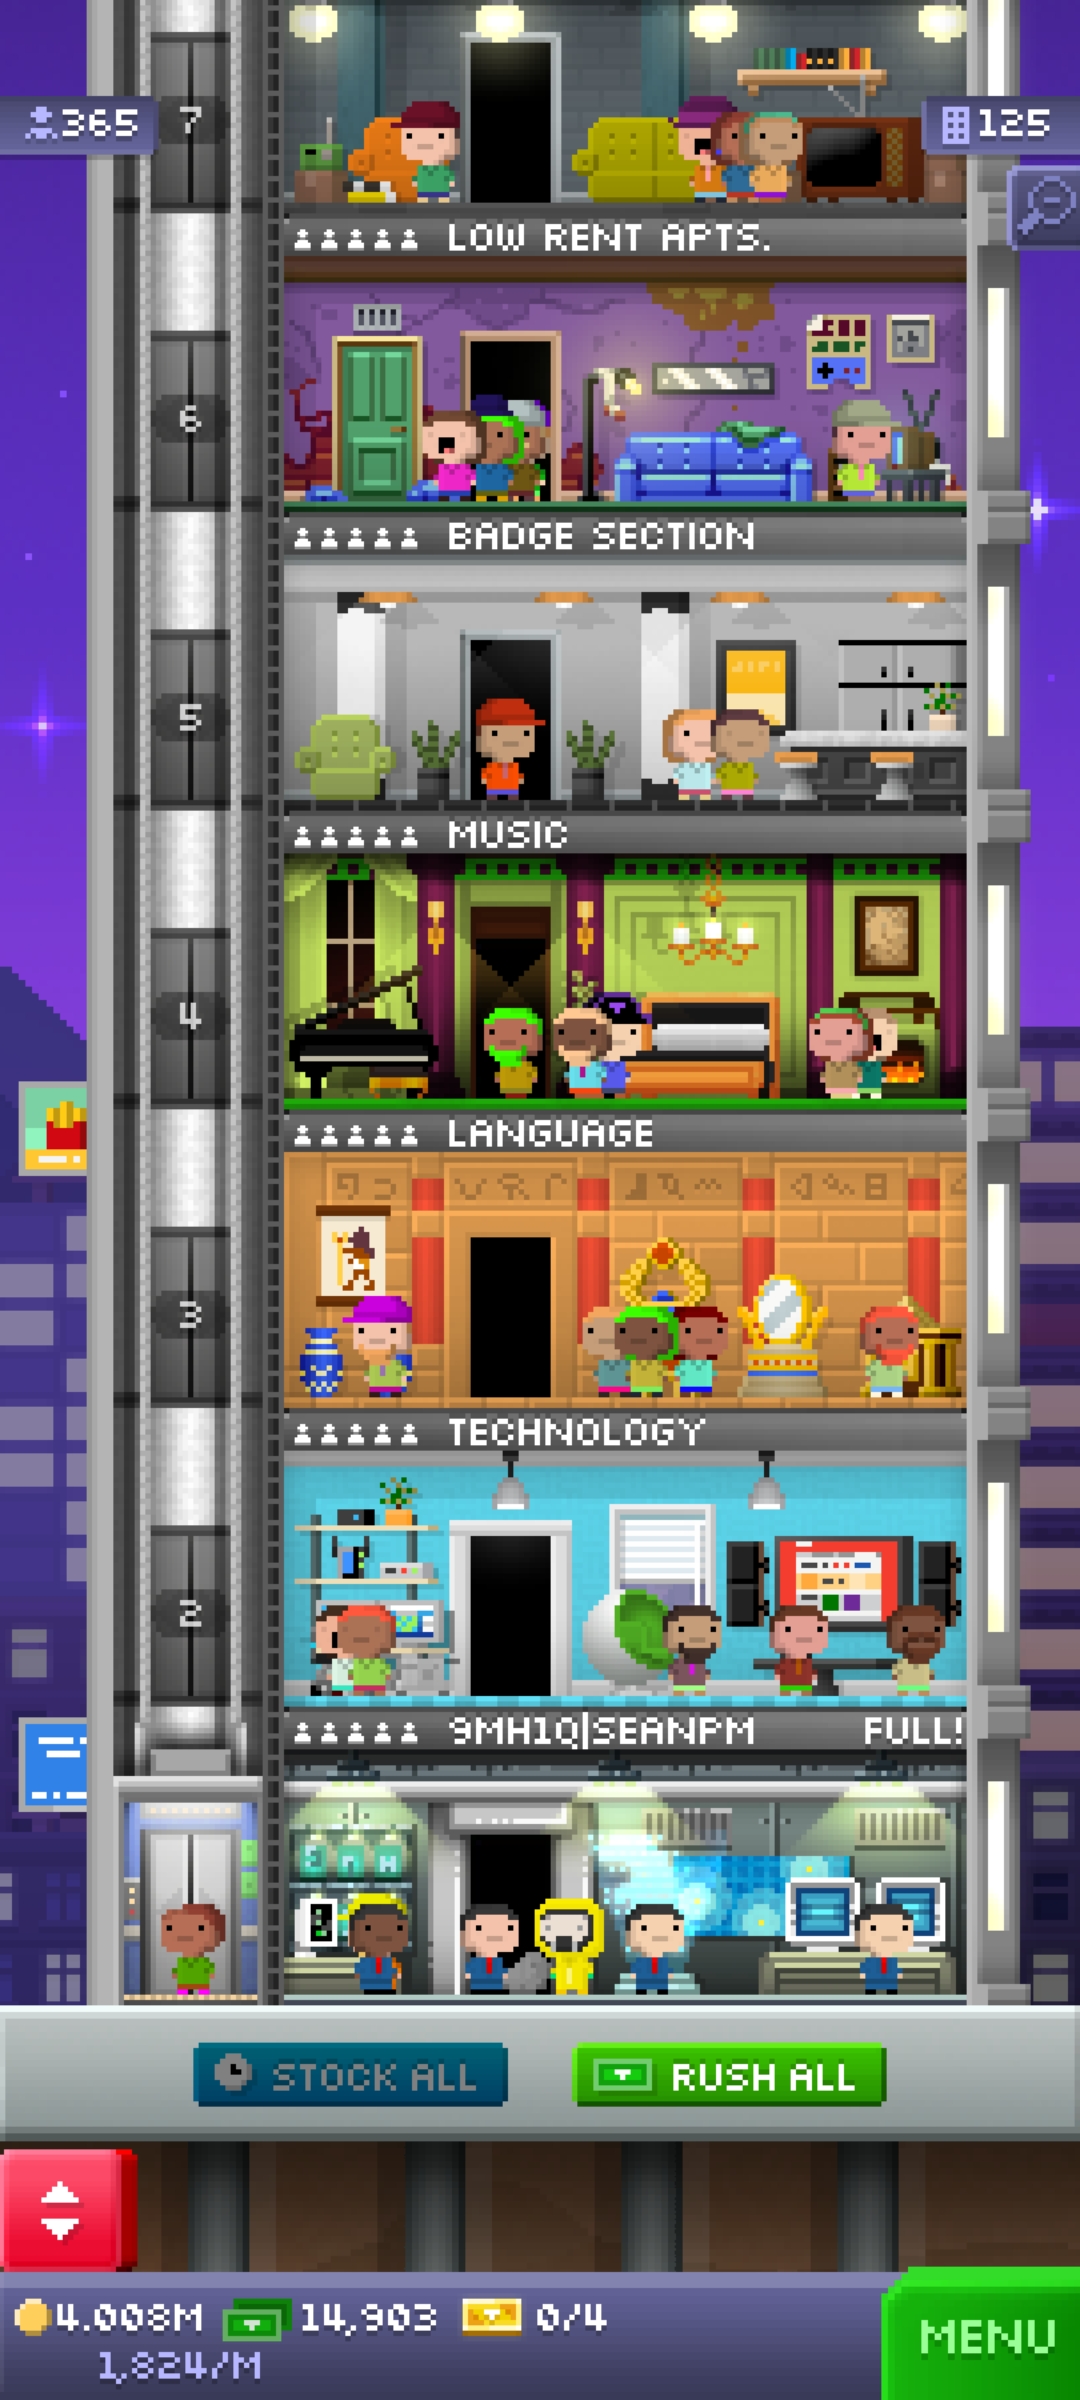 7
365
125
LOW RENT APTS.
6
BADGE SECTION
5
MUSIC
4
LANGUAGE
3
TECHNOLOGY
2
9MH1Q|SEANPM FULL!
STOCK ALL
RUSH ALL
4.008M 14,903 0/4
1,824/M
MENU